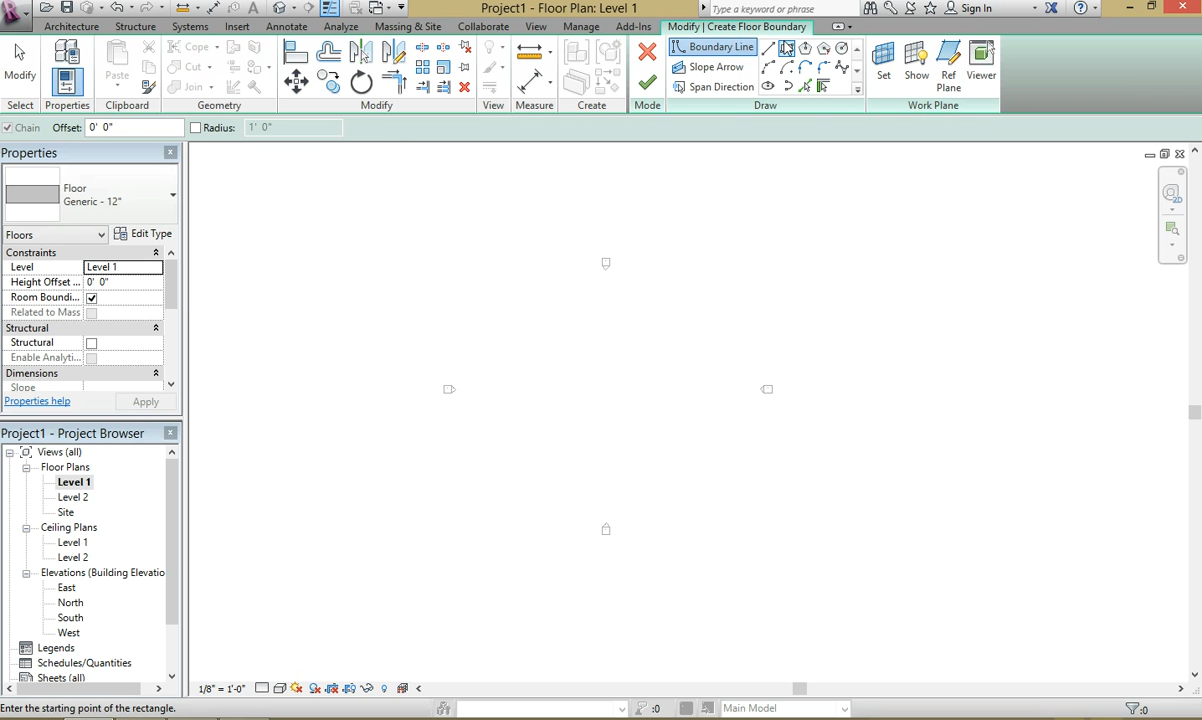 Project1 - Floor Plan: Level 1
Type a keyword or phrase
Sign In
Architecture Structure Systems Insert Annotate Analyze Massing & Site Collaborate View Manage Add-Ins Modify | Create Floor Boundary
Modify
Paste
Cope
Cut
Join
Boundary Line
Slope Arrow
Span Direction
Set Show Ref Plane Viewer
Select Properties Clipboard Geometry Modify View Measure Create Mode Draw Work Plane
Chain Offset: 0' 0" Radius: 1' 0"
Properties
Floor
Generic - 12"
Floors Edit Type
Constraints
Level Level 1
Height Offset ... 0' 0"
Room Boundi...
Related to Mass
Structural
Structural
Enable Analyti...
Dimensions
Slope
Properties help Apply
Project1 - Project Browser
Views (all)
Floor Plans
Level 1
Level 2
Site
Ceiling Plans
Level 1
Level 2
Elevations (Building Elevatio
East
North
South
West
Legends
Schedules/Quantities
Sheets (all)
2D
1/8" = 1'-0"
Enter the starting point of the rectangle.
:0
Main Model
:0